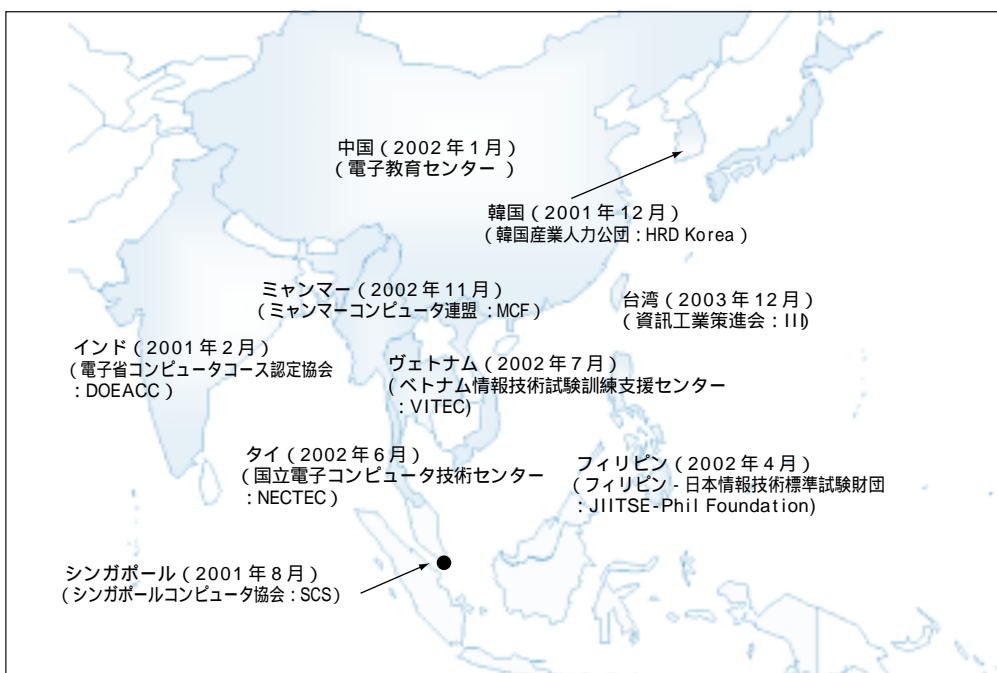 中国（2002年1月）
（電子教育センター ）
韓国（2001年12月）
（韓国産業人力公団：HRD Korea）
ミャンマー（2002年11月）
（ミャンマーコンピュータ連盟：MCF）
台湾（2003年12月）
（資訊工業策進会：III）
インド（2001年2月）
（電子省コンピュータコース認定協会
：DOEACC）
ヴェトナム（2002年7月）
（ベトナム情報技術試験訓練支援センター
：VITEC)
タイ（2002年6月）
（国立電子コンピュータ技術センター
：NECTEC）
フィリピン（2002年4月）
（フィリピン - 日本情報技術標準試験財団
：JIITSE-Phil Foundation)
シンガポール（2001年8月）
（シンガポールコンピュータ協会：SCS）